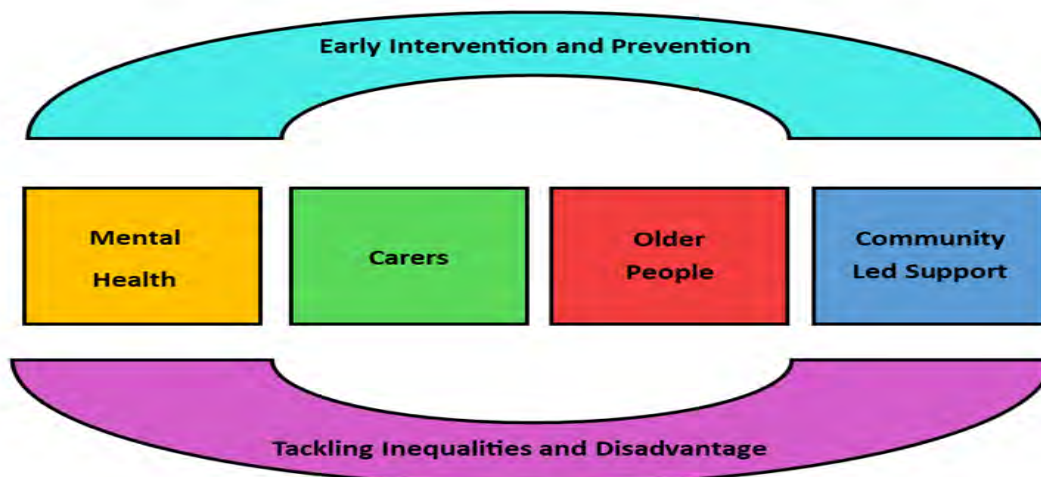 Early Intervention and Prevention
Mental
Health
Carers
Older
People
Community
Led Support
Tackling Inequalities and Disadvantage